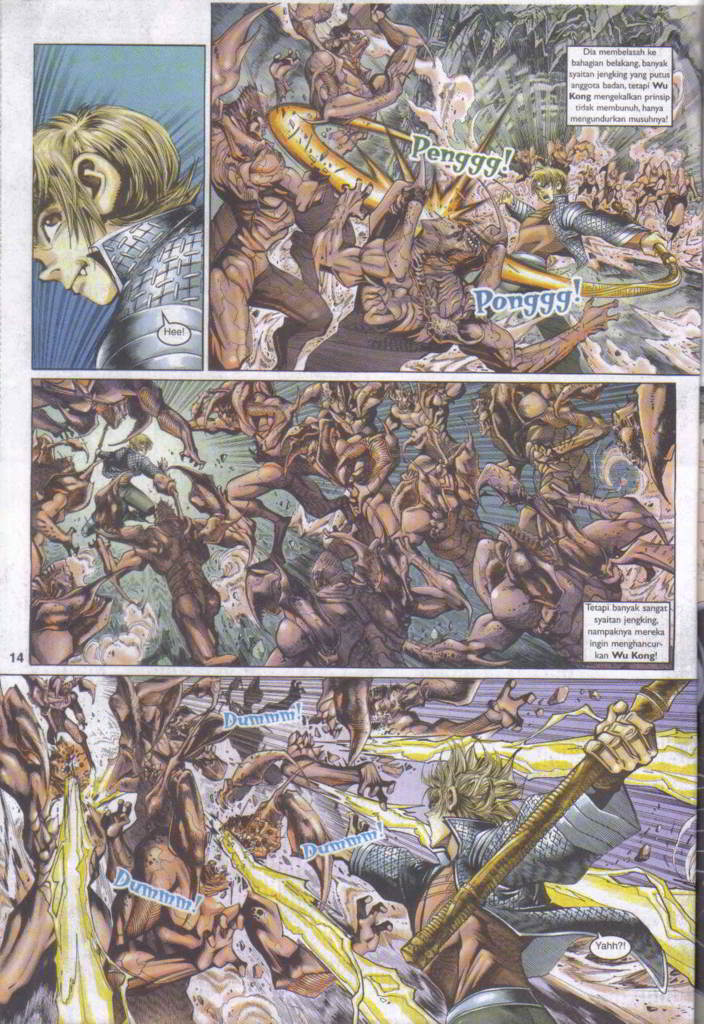 Hee!
Dia membelasah ke
bahagian belakang, banyak
syaitan jengking yang putus
anggota badan, tetapi Wu
Kong mengekalkan prinsip
tidak membunuh, hanya
mengundurkan musuhnya!
Penggg!
Ponggg!
Tetapi banyak sangat
syaitan jengking,
nampaknya mereka
ingin menghancur-
kan Wu Kong!
14
Dummm!
Dummm!
Dummm!
Yahh?!